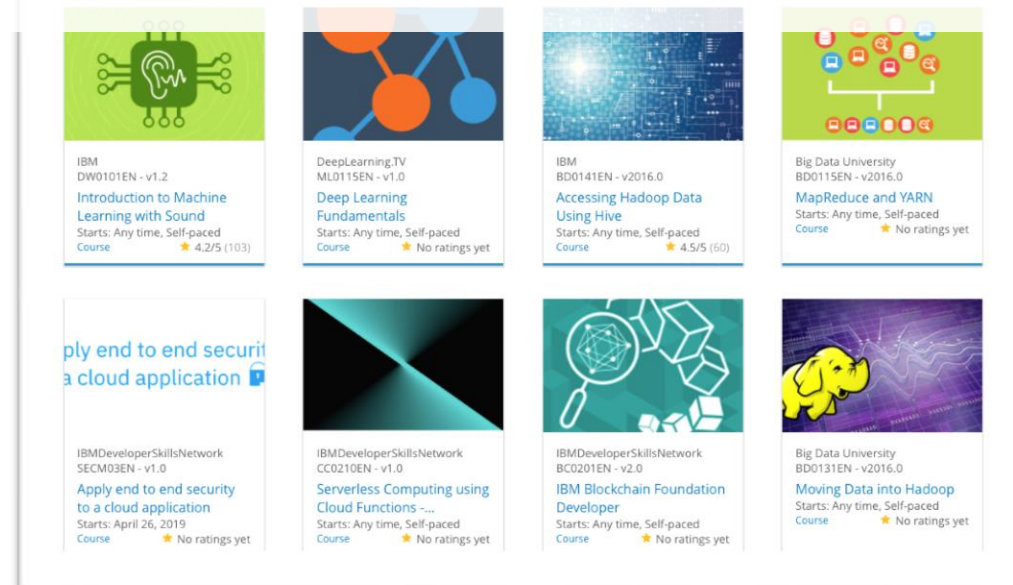 IBM
DW0101EN - v1.2
Introduction to Machine
Learning with Sound
Starts: Any time, Self-paced
Course 4.2/5 (103)
DeepLearning.TV
ML0115EN - v1.0
Deep Learning
Fundamentals
Starts: Any time, Self-paced
Course No ratings yet
IBM
BD0141EN - v2016.0
Accessing Hadoop Data
Using Hive
Starts: Any time, Self-paced
Course 4.5/5 (60)
Big Data University
BD0115EN - v2016.0
MapReduce and YARN
Starts: Any time, Self-paced
Course No ratings yet
ply end to end securit
a cloud application
IBMDeveloperSkillsNetwork
SECM03EN - v1.0
Apply end to end security
to a cloud application
Starts: April 26, 2019
Course No ratings yet
IBMDeveloperSkillsNetwork
CC0210EN - v1.0
Serverless Computing using
Cloud Functions -...
Starts: Any time, Self-paced
Course No ratings yet
IBMDeveloperSkillsNetwork
BC0201EN - v2.0
IBM Blockchain Foundation
Developer
Starts: Any time, Self-paced
Course No ratings yet
Big Data University
BD0131EN - v2016.0
Moving Data into Hadoop
Starts: Any time, Self-paced
Course No ratings yet